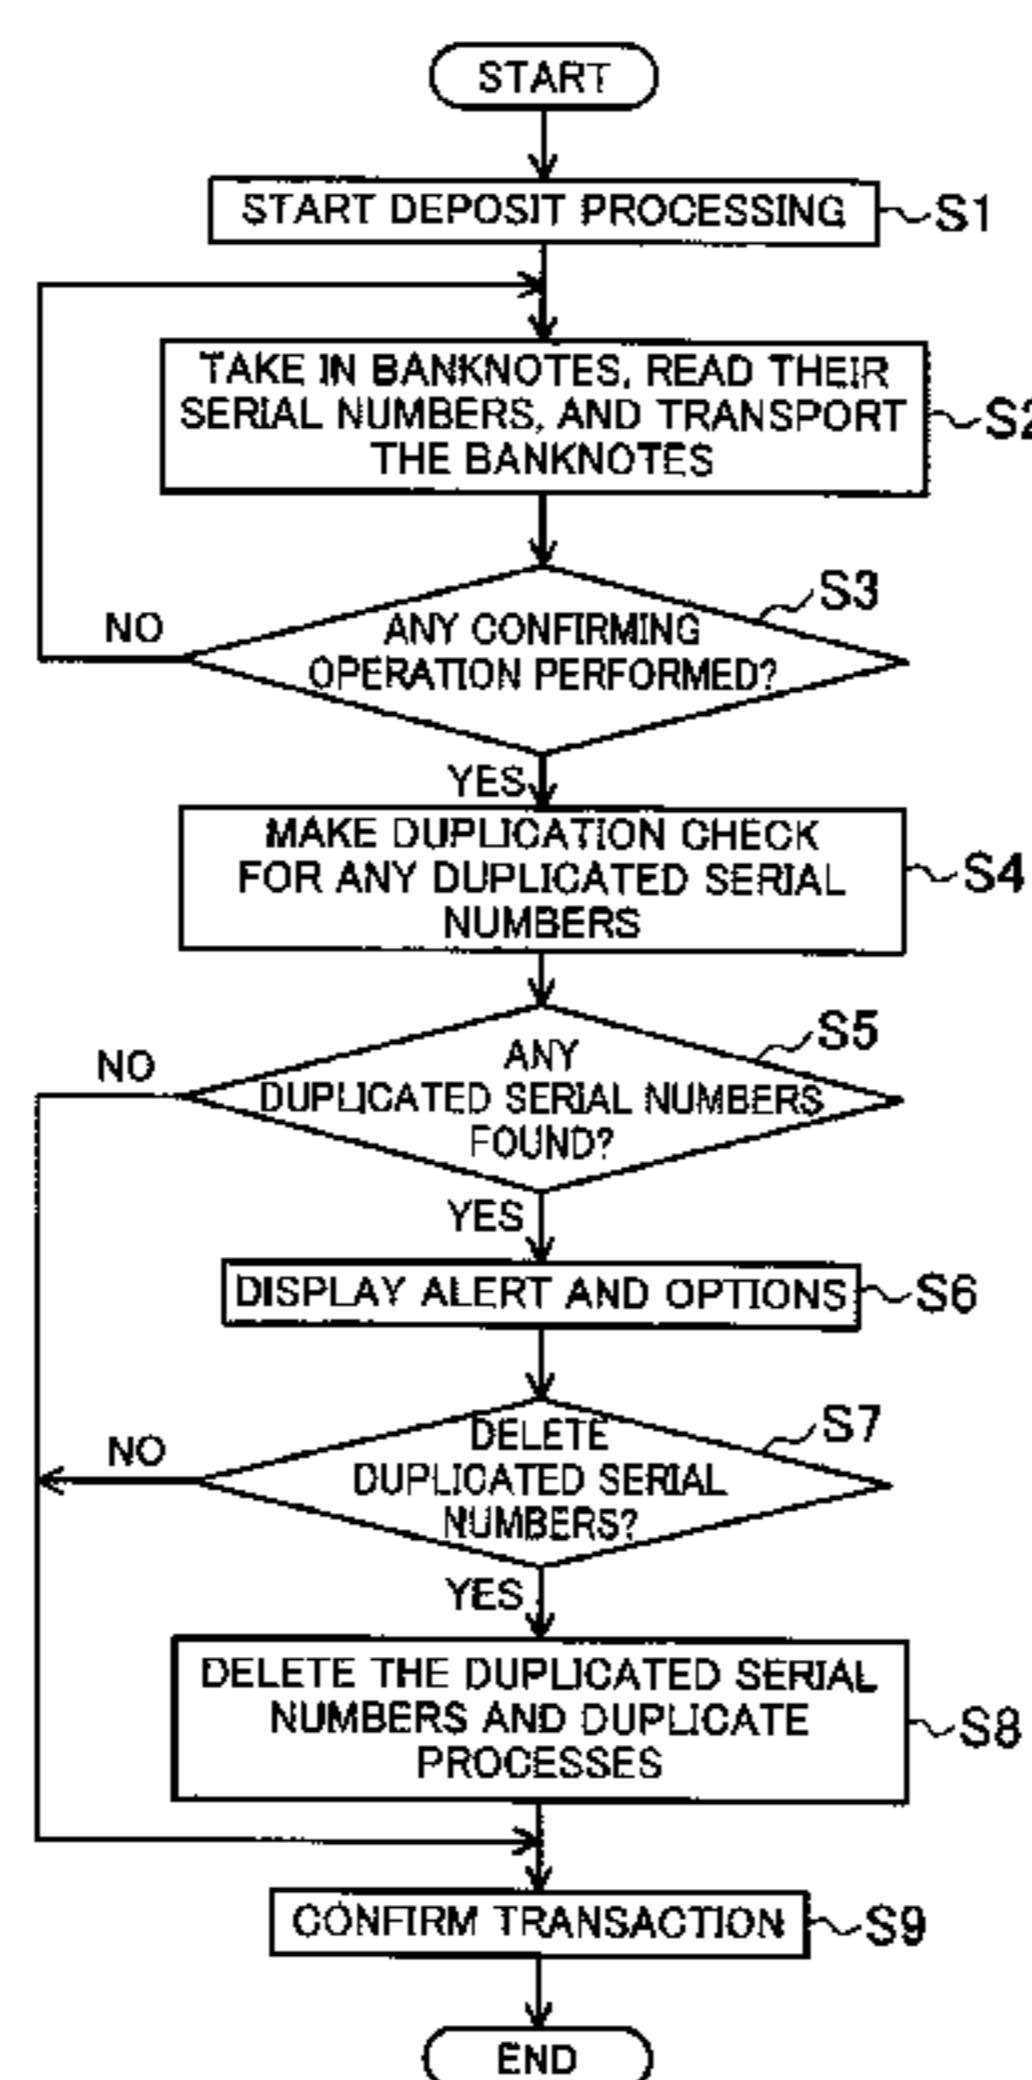 START
START DEPOSIT PROCESSING
S1
TAKE IN BANKNOTES, READ THEIR
SERIAL NUMBERS, AND TRANSPORT
THE BANKNOTES
S2
S3
NO
ANY CONFIRMING
OPERATION PERFORMED?
YES
MAKE DUPLICATION CHECK
FOR ANY DUPLICATED SERIAL
NUMBERS
S4
S5
NO
ANY
DUPLICATED SERIAL NUMBERS
FOUND?
YES
DISPLAY ALERT AND OPTIONS
S6
S7
NO
DELETE
DUPLICATED SERIAL
NUMBERS?
YES
DELETE THE DUPLICATED SERIAL
NUMBERS AND DUPLICATE
PROCESSES
S8
CONFIRM TRANSACTION
S9
END